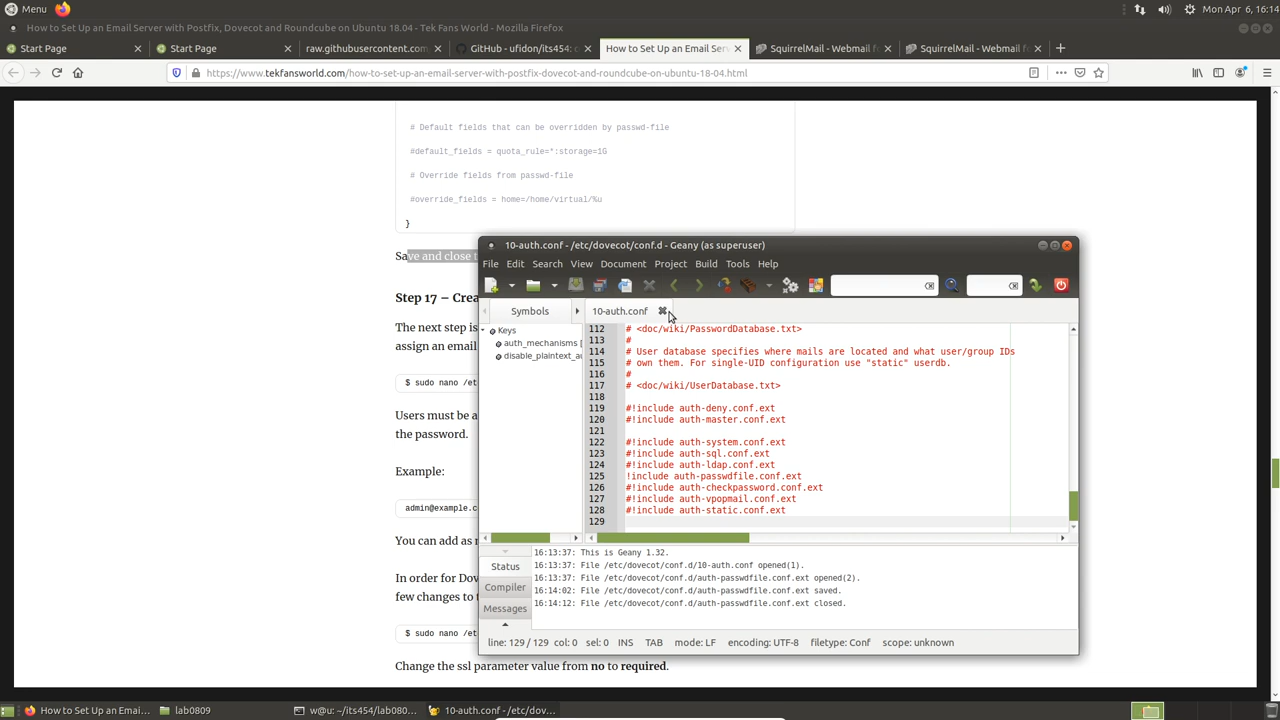 Menu
Mon Apr 6, 16:14
How to Set Up an Email Server with Postfix, Dovecot and Roundcube on Ubuntu 18.04 - Tek Fans World - Mozilla Firefox
Start Page
Start Page
raw.githubusercontent.com
GitHub - ufidon/its454: c
How to Set Up an Email Serv
SquirrelMail - Webmail fo
SquirrelMail - Webmail f
https://www.tekfansworld.com/how-to-set-up-an-email-server-with-postfix-dovecot-and-roundcube-on-ubuntu-18-04.html
# Default fields that can be overridden by passwd-file
#default_fields = quota_rule=*:storage=1G
# Override fields from passwd-file
#override_fields = home=/home/virtual/%u
}
Save and close t
Step 17 – Crea
The next step is
assign an email
$ sudo nano /et
Users must be a
the password.
Example:
admin@example.c
You can add as m
In order for Dov
few changes to t
$ sudo nano /et
Change the ssl parameter value from no to required.
10-auth.conf - /etc/dovecot/conf.d - Geany (as superuser)
File Edit Search View Document Project Build Tools Help
Symbols
10-auth.conf
Keys
auth_mechanisms [
disable_plaintext_au
112 # <doc/wiki/PasswordDatabase.txt>
113 #
114 # User database specifies where mails are located and what user/group IDs
115 # own them. For single-UID configuration use "static" userdb.
116 #
117 # <doc/wiki/UserDatabase.txt>
118
119 #!include auth-deny.conf.ext
120 #!include auth-master.conf.ext
121
122 #!include auth-system.conf.ext
123 #!include auth-sql.conf.ext
124 #!include auth-ldap.conf.ext
125 !include auth-passwdfile.conf.ext
126 #!include auth-checkpassword.conf.ext
127 #!include auth-vpopmail.conf.ext
128 #!include auth-static.conf.ext
129
Status
Compiler
Messages
16:13:37: This is Geany 1.32.
16:13:37: File /etc/dovecot/conf.d/10-auth.conf opened(1).
16:13:37: File /etc/dovecot/conf.d/auth-passwdfile.conf.ext opened(2).
16:14:02: File /etc/dovecot/conf.d/auth-passwdfile.conf.ext saved.
16:14:12: File /etc/dovecot/conf.d/auth-passwdfile.conf.ext closed.
line: 129 / 129 col: 0 sel: 0 INS TAB mode: LF encoding: UTF-8 filetype: Conf scope: unknown
How to Set Up an Emai...
lab0809
w@u: ~/its454/lab080...
10-auth.conf - /etc/dov...